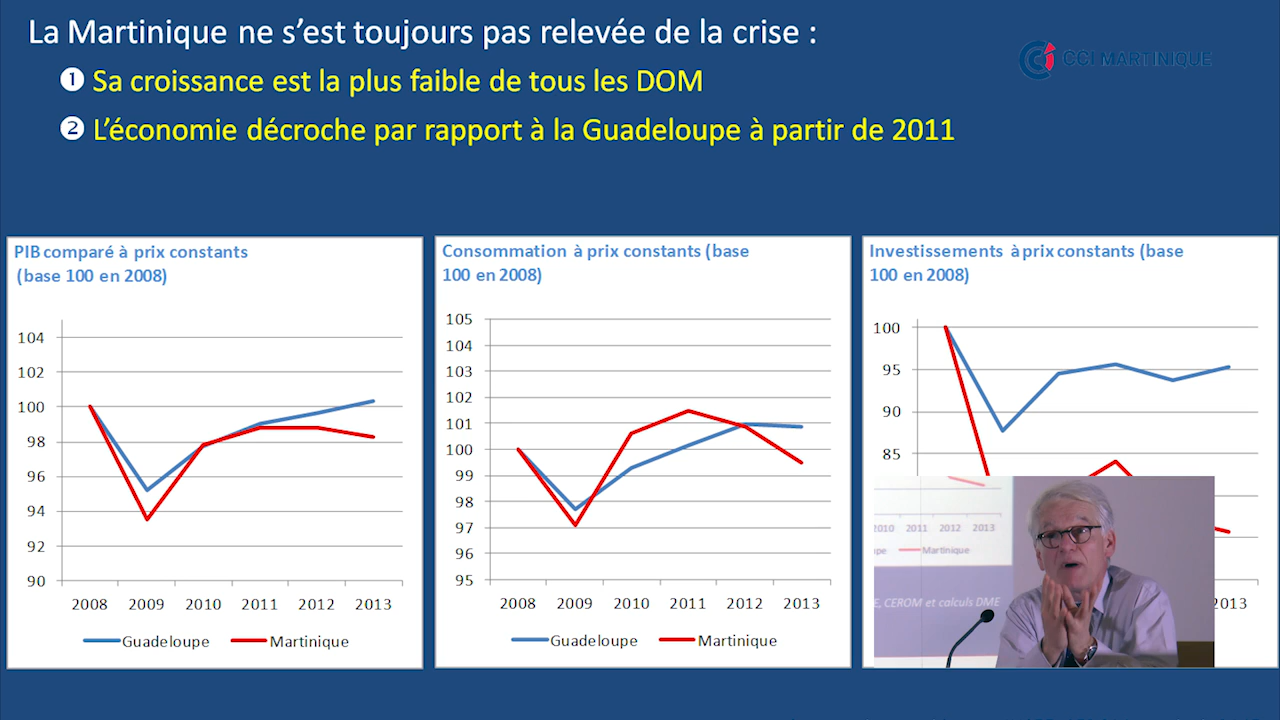 La Martinique ne s’est toujours pas relevée de la crise :
❶ Sa croissance est la plus faible de tous les DOM
❷ L’économie décroche par rapport à la Guadeloupe à partir de 2011
CCI MARTINIQUE
PIB comparé à prix constants
(base 100 en 2008)
104
102
100
98
96
94
92
90
2008 2009 2010 2011 2012 2013
Guadeloupe Martinique
Consommation à prix constants (base
100 en 2008)
105
104
103
102
101
100
99
98
97
96
95
2008 2009 2010 2011 2012 2013
Guadeloupe Martinique
Investissements à prix constants (base
100 en 2008)
100
95
90
85
2013
2010 2011 2012 2013
upe Martinique
E, CEROM et calculs DME